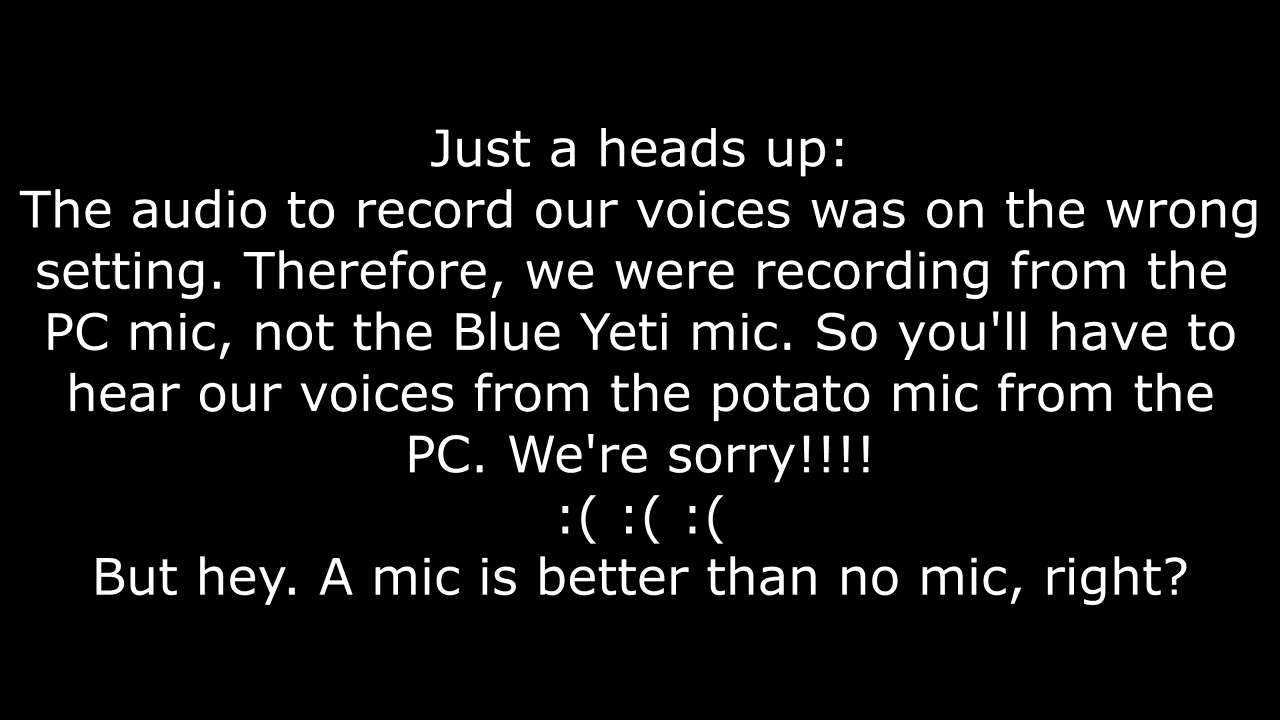 Just a heads up:
The audio to record our voices was on the wrong
setting. Therefore, we were recording from the
PC mic, not the Blue Yeti mic. So you'll have to
hear our voices from the potato mic from the
PC. We're sorry!!!!
:( :( :(
But hey. A mic is better than no mic, right?